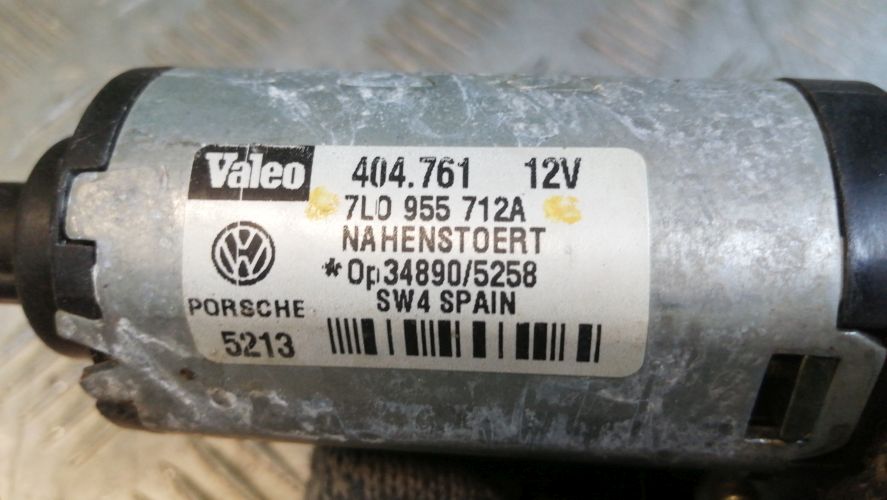 Valeo 404.761 12V
7L0 955 712A
NAHENSTOERT
*Op34890/5258
PORSCHE SW4 SPAIN
5213